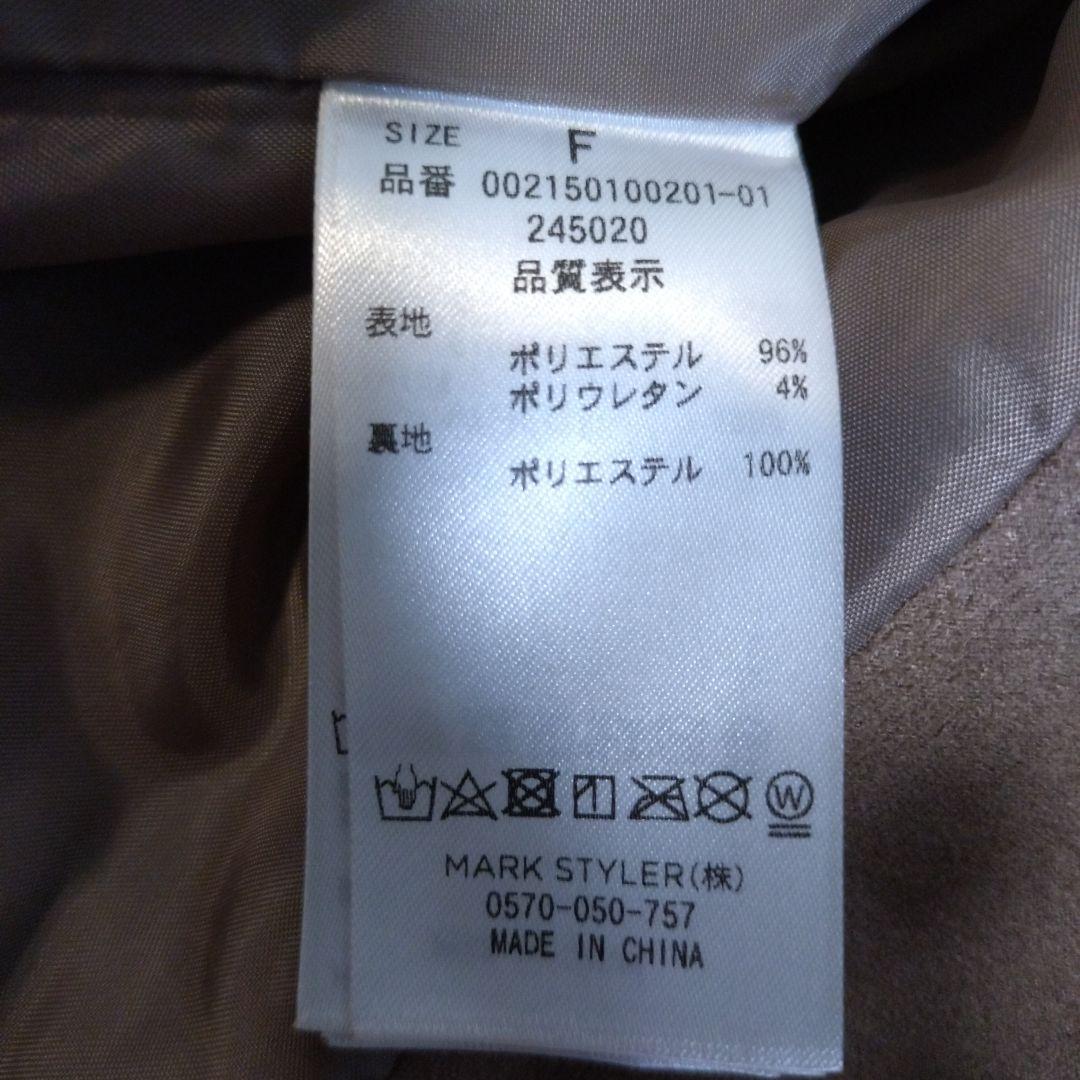 SIZE F
品番 002150100201-01
245020
品質表示
表地
ポリエステル 96%
ポリウレタン 4%
裏地
ポリエステル 100%
W
MARK STYLER(株)
0570-050-757
MADE IN CHINA